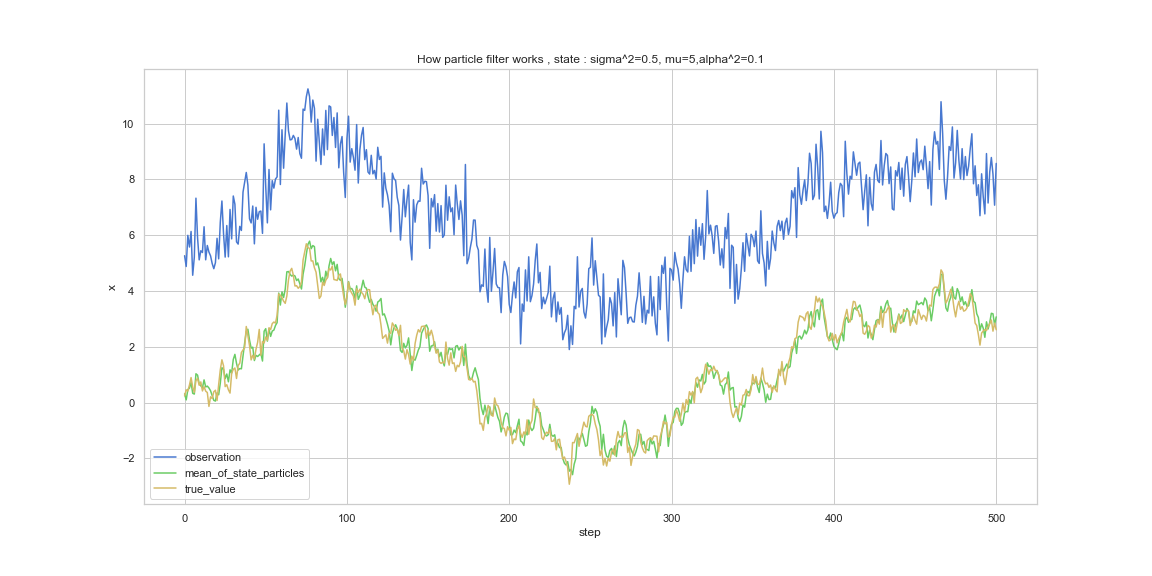 How particle filter works , state : sigma^2=0.5, mu=5,alpha^2=0.1
x
10
8
6
4
2
0
−2
observation
mean_of_state_particles
true_value
0 100 200 300 400 500
step